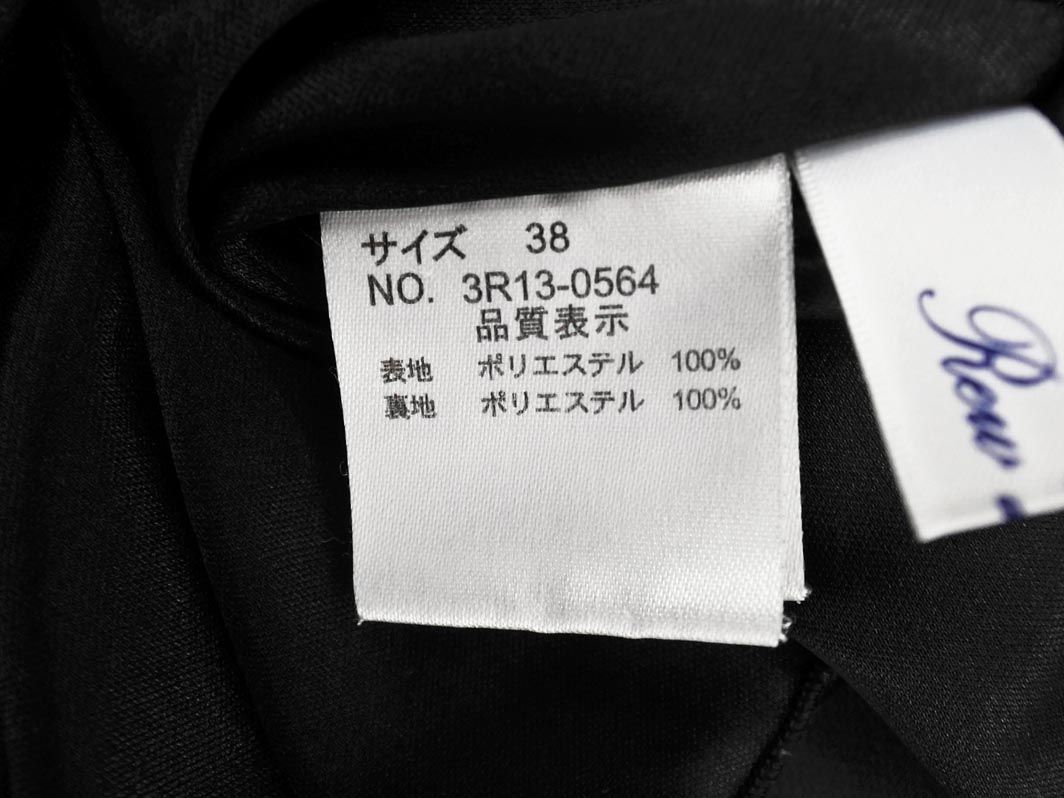 サイズ 38
NO. 3R13-0564
品質表示
表地 ポリエステル 100%
裏地 ポリエステル 100%
Row